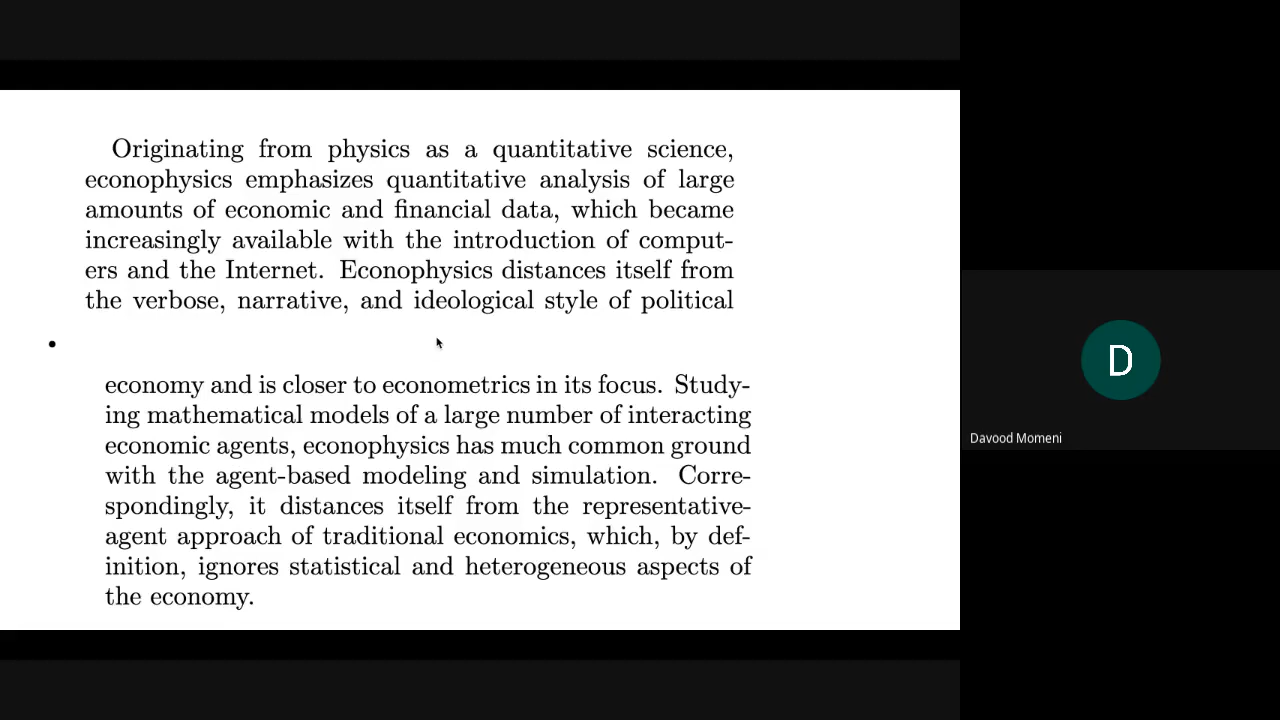 Originating from physics as a quantitative science,
econophysics emphasizes quantitative analysis of large
amounts of economic and financial data, which became
increasingly available with the introduction of comput-
ers and the Internet. Econophysics distances itself from
the verbose, narrative, and ideological style of political
•
economy and is closer to econometrics in its focus. Study-
ing mathematical models of a large number of interacting
economic agents, econophysics has much common ground
with the agent-based modeling and simulation. Corre-
spondingly, it distances itself from the representative-
agent approach of traditional economics, which, by def-
inition, ignores statistical and heterogeneous aspects of
the economy.
D
Davood Momeni